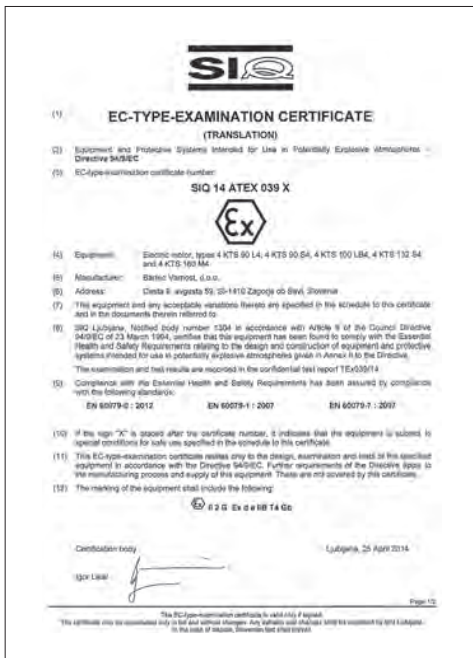 SIQ
(1) EC-TYPE-EXAMINATION CERTIFICATE
(TRANSLATION)
(2) Equipment and Protective Systems Intended for Use in Potentially Explosive Atmospheres –
Directive 94/9/EC
(3) EC-type-examination certificate number:
SIQ 14 ATEX 039 X
Ex
(4) Equipment: Electric motor, types 4 KTS 90 L4, 4 KTS 90 S4, 4 KTS 100 LB4, 4 KTS 132 S4
and 4 KTS 160 M4
(5) Manufacturer: Bartec Varnost, d.o.o.
(6) Address: Cesta 9. avgusta 59, SI-1410 Zagorje ob Savi, Slovenia
(7) This equipment and any acceptable variations thereto are specified in the schedule to this certificate
and in the documents therein referred to.
(8) SIQ Ljubljana, Notified body number 1304 in accordance with Article 9 of the Council Directive
94/9/EC of 23 March 1994, certifies that this equipment has been found to comply with the Essential
Health and Safety Requirements relating to the design and construction of equipment and protective
systems intended for use in potentially explosive atmospheres given in Annex II to the Directive.
The examination and test results are recorded in the confidential test report TEx039/14
(9) Compliance with the Essential Health and Safety Requirements has been assured by compliance
with the following standards:
EN 60079-0 : 2012 EN 60079-1 : 2007 EN 60079-7 : 2007
(10) If the sign "X" is placed after the certificate number, it indicates that the equipment is subject to
special conditions for safe use specified in the schedule to this certificate.
(11) This EC-type-examination certificate relates only to the design, examination and tests of the specified
equipment in accordance with the Directive 94/9/EC. Further requirements of the Directive apply to
the manufacturing process and supply of this equipment. These are not covered by this certificate.
(12) The marking of the equipment shall include the following:
Ex II 2 G Ex d e IIB T4 Gb
Certification body Ljubljana, 25 April 2014
Igor
Page 1/2
This EC-type-examination certificate is valid only if signed.